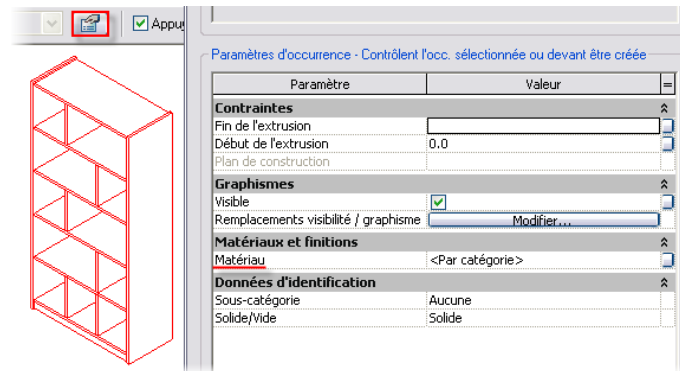 Appuy
Paramètres d'occurrence - Contrôlent l'occ. sélectionnée ou devant être créée
Paramètre Valeur =
Contraintes
Fin de l'extrusion
Début de l'extrusion 0.0
Plan de construction
Graphismes
Visible
Remplacements visibilité / graphisme Modifier...
Matériaux et finitions
Matériau <Par catégorie>
Données d'identification
Sous-catégorie Aucune
Solide/Vide Solide